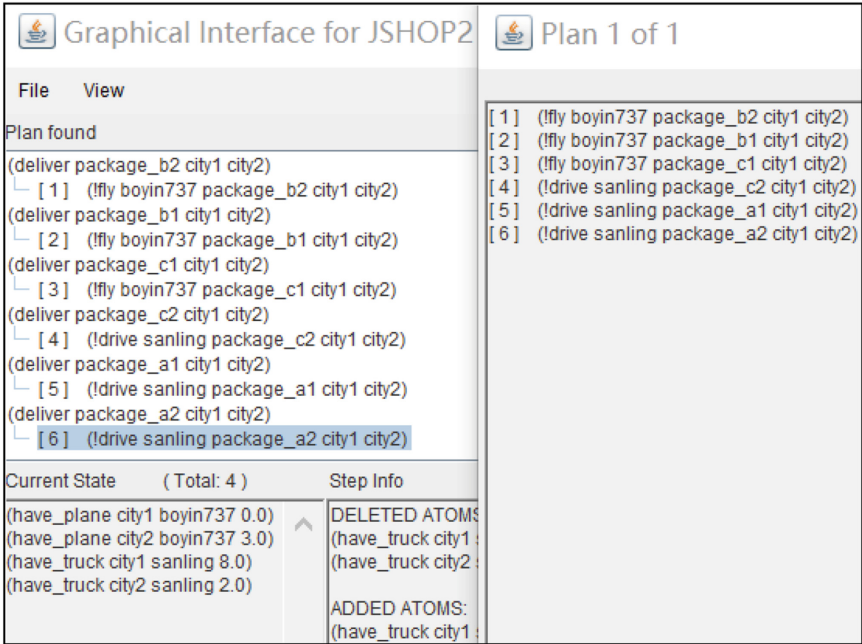 Graphical Interface for JSHOP2
File View
Plan found
(deliver package_b2 city1 city2)
[ 1 ] (!fly boyin737 package_b2 city1 city2)
(deliver package_b1 city1 city2)
[ 2 ] (!fly boyin737 package_b1 city1 city2)
(deliver package_c1 city1 city2)
[ 3 ] (!fly boyin737 package_c1 city1 city2)
(deliver package_c2 city1 city2)
[ 4 ] (!drive sanling package_c2 city1 city2)
(deliver package_a1 city1 city2)
[ 5 ] (!drive sanling package_a1 city1 city2)
(deliver package_a2 city1 city2)
[ 6 ] (!drive sanling package_a2 city1 city2)
Current State ( Total: 4 )
(have_plane city1 boyin737 0.0)
(have_plane city2 boyin737 3.0)
(have_truck city1 sanling 8.0)
(have_truck city2 sanling 2.0)
Step Info
DELETED ATOMS
(have_truck city1
(have_truck city2
ADDED ATOMS:
(have_truck city1
Plan 1 of 1
[ 1 ] (!fly boyin737 package_b2 city1 city2)
[ 2 ] (!fly boyin737 package_b1 city1 city2)
[ 3 ] (!fly boyin737 package_c1 city1 city2)
[ 4 ] (!drive sanling package_c2 city1 city2)
[ 5 ] (!drive sanling package_a1 city1 city2)
[ 6 ] (!drive sanling package_a2 city1 city2)